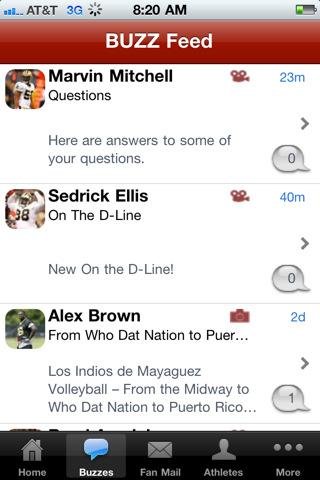 AT&T 3G 8:20 AM
BUZZ Feed
Marvin Mitchell 23m
Questions
Here are answers to some of
your questions.
0
Sedrick Ellis 40m
On The D-Line
New On the D-Line!
0
Alex Brown 2d
From Who Dat Nation to Puer...
Los Indios de Mayaguez
Volleyball – From the Midway to
Who Dat Nation to Puerto Rico...
1
Home Buzzes Fan Mail Athletes More